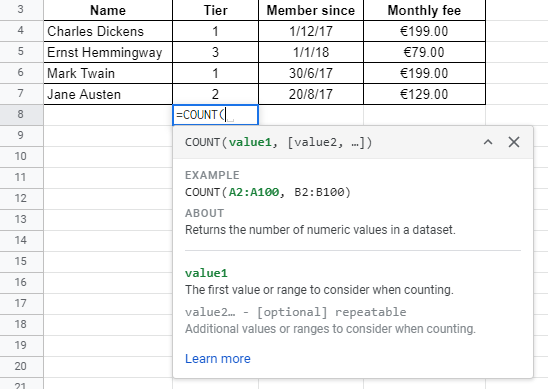 3 Name Tier Member since Monthly fee
4 Charles Dickens 1 1/12/17 €199.00
5 Ernst Hemmingway 3 1/1/18 €79.00
6 Mark Twain 1 30/6/17 €199.00
7 Jane Austen 2 20/8/17 €129.00
8 =COUNT(
9
COUNT(value1, [value2, …])
10
11
EXAMPLE
12
COUNT(A2:A100, B2:B100)
13
ABOUT
Returns the number of numeric values in a dataset.
14
15
16
value1
The first value or range to consider when counting.
17
value2… - [optional] repeatable
18
Additional values or ranges to consider when counting.
19
20
Learn more
21